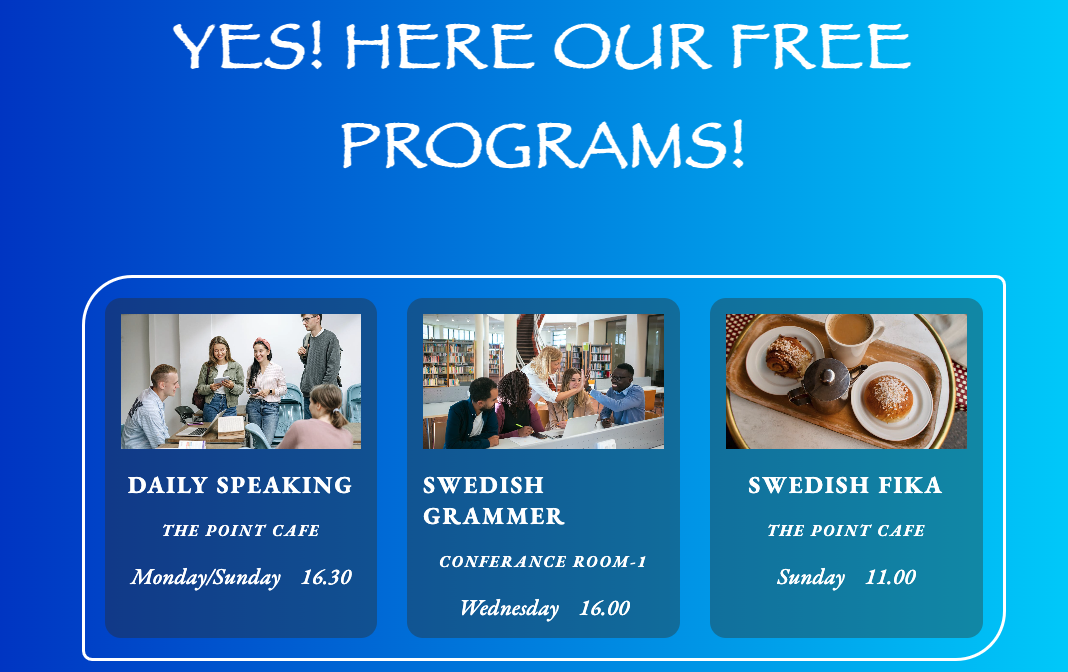 YES! HERE OUR FREE
PROGRAMS!
DAILY SPEAKING
THE POINT CAFE
Monday/Sunday 16.30
SWEDISH
GRAMMER
CONFERANCE ROOM-1
Wednesday 16.00
SWEDISH FIKA
THE POINT CAFE
Sunday 11.00